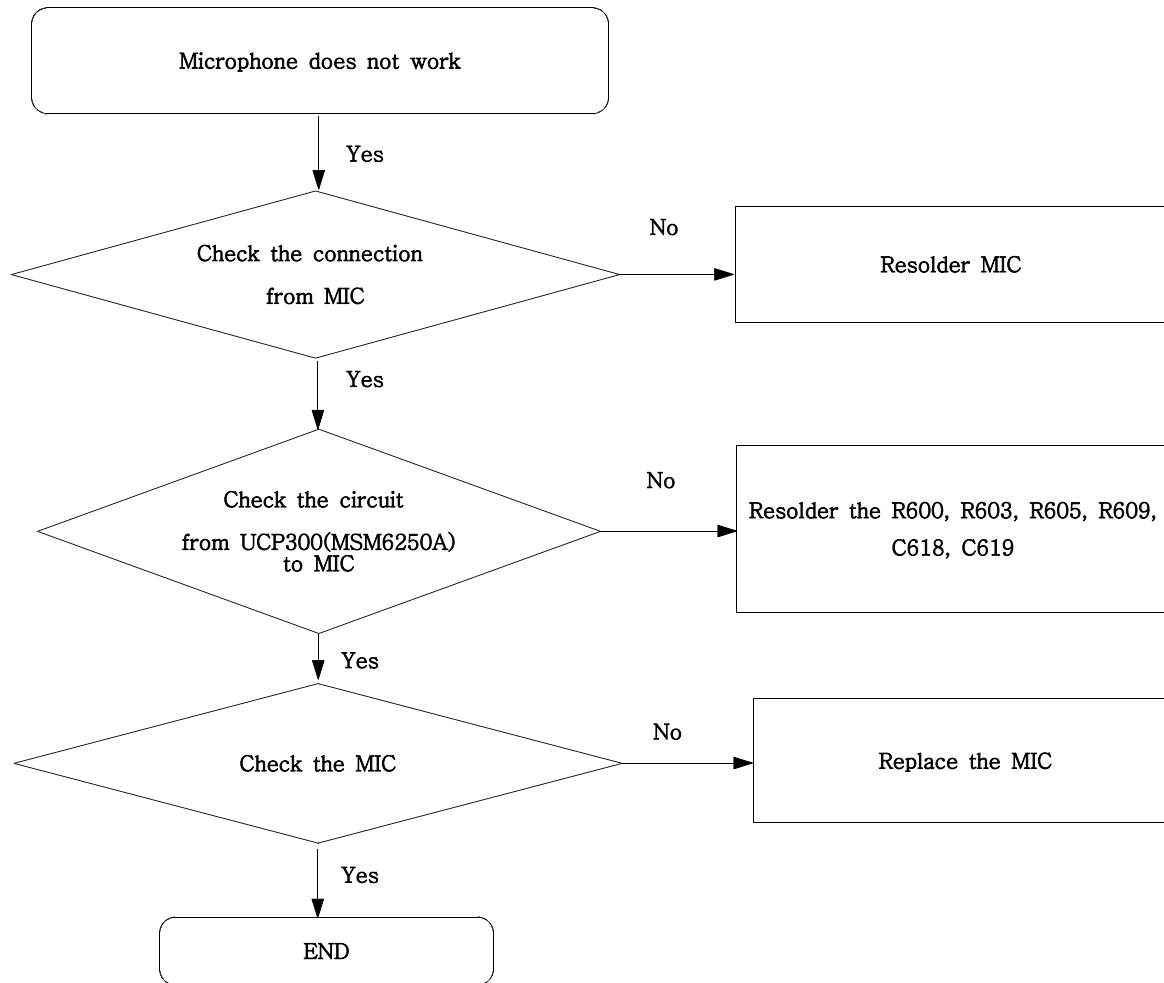 Microphone does not work
Yes
Check the connection
from MIC
No
Resolder MIC
Yes
Check the circuit
from UCP300(MSM6250A)
to MIC
No
Resolder the R600, R603, R605, R609,
C618, C619
Yes
Check the MIC
No
Replace the MIC
Yes
END